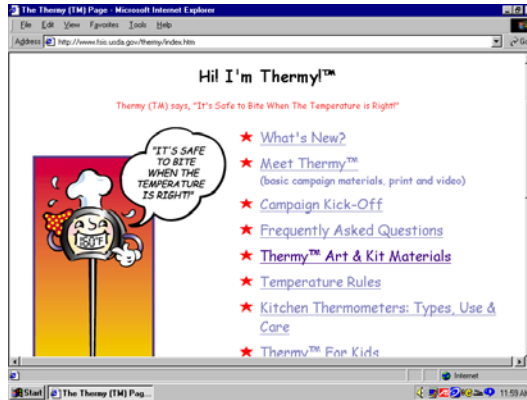 The Thermy (TM) Page - Microsoft Internet Explorer
File Edit View Favorites Tools Help
Address http://www.fsis.usda.gov/thermy/index.htm
Hi! I'm Thermy!™
Thermy (TM) says, "It's Safe to Bite When The Temperature is Right!"
"IT'S SAFE
TO BITE
WHEN THE
TEMPERATURE
IS RIGHT!"
160°F
What's New?
Meet Thermy™
(basic campaign materials, print and video)
Campaign Kick-Off
Frequently Asked Questions
Thermy™ Art & Kit Materials
Temperature Rules
Kitchen Thermometers: Types, Use &
Care
Thermy™ For Kids
Internet
Start The Thermy (TM) Pag... 11:59 AM